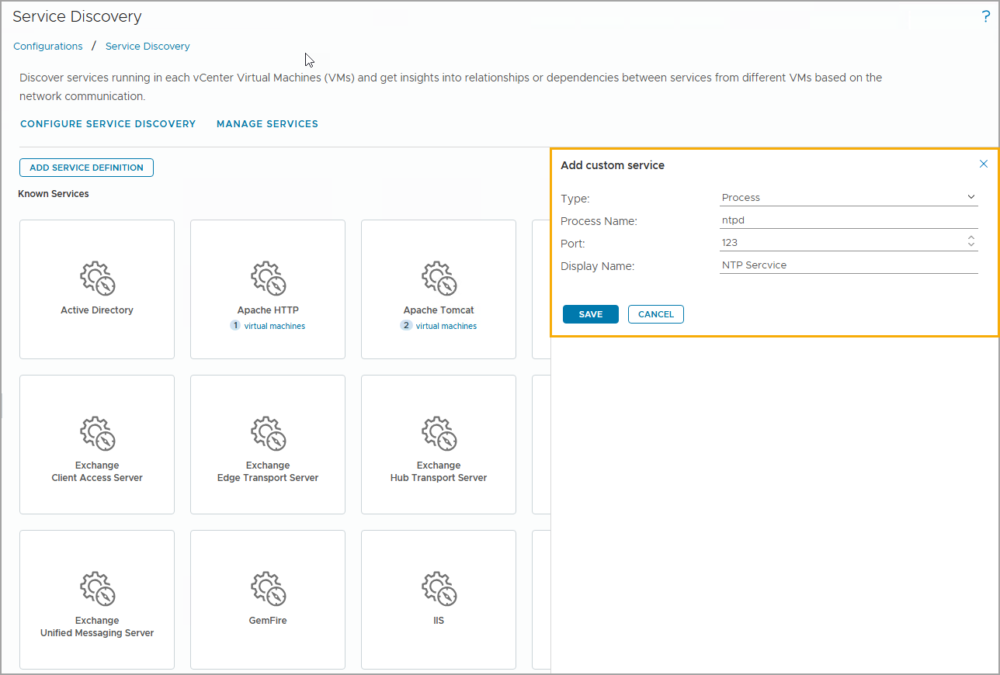 Service Discovery
?
Configurations / Service Discovery
Discover services running in each vCenter Virtual Machines (VMs) and get insights into relationships or dependencies between services from different VMs based on the
network communication.
CONFIGURE SERVICE DISCOVERY MANAGE SERVICES
ADD SERVICE DEFINITION
Known Services
Active Directory
Apache HTTP
1 virtual machines
Apache Tomcat
2 virtual machines
Exchange
Client Access Server
Exchange
Edge Transport Server
Exchange
Hub Transport Server
Exchange
Unified Messaging Server
GemFire
IIS
Add custom service
Type: Process
Process Name: ntpd
Port: 123
Display Name: NTP Sercvice
SAVE CANCEL